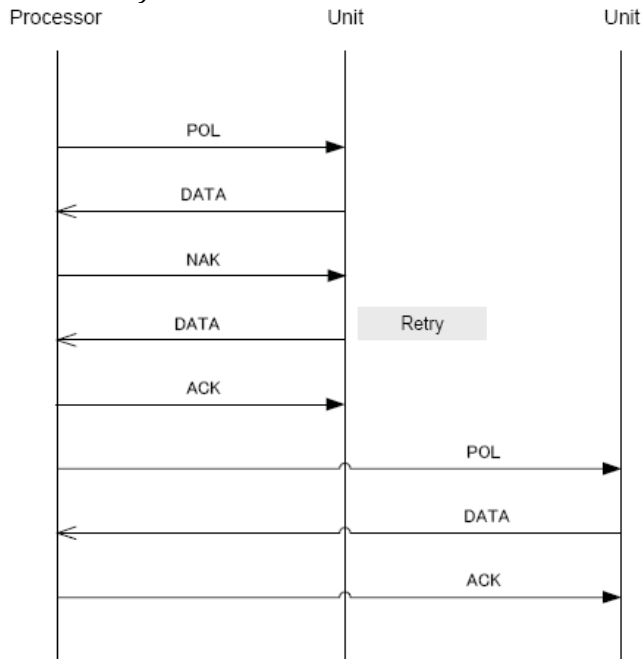 Processor Unit Unit
POL
DATA
NAK
DATA Retry
ACK
POL
DATA
ACK